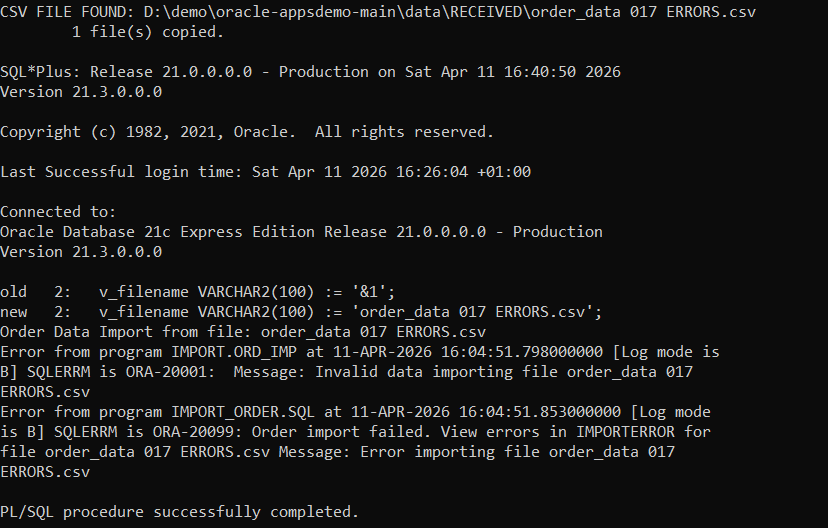 CSV FILE FOUND: D:\demo\oracle-appsdemo-main\data\RECEIVED\order_data 017 ERRORS.csv
        1 file(s) copied.

SQL*Plus: Release 21.0.0.0.0 - Production on Sat Apr 11 16:40:50 2026
Version 21.3.0.0.0

Copyright (c) 1982, 2021, Oracle.  All rights reserved.

Last Successful login time: Sat Apr 11 2026 16:26:04 +01:00

Connected to:
Oracle Database 21c Express Edition Release 21.0.0.0.0 - Production
Version 21.3.0.0.0

old   2:   v_filename VARCHAR2(100) := '&1';
new   2:   v_filename VARCHAR2(100) := 'order_data 017 ERRORS.csv';
Order Data Import from file: order_data 017 ERRORS.csv
Error from program IMPORT.ORD_IMP at 11-APR-2026 16:04:51.798000000 [Log mode is
B] SQLERRM is ORA-20001:  Message: Invalid data importing file order_data 017
ERRORS.csv
Error from program IMPORT_ORDER.SQL at 11-APR-2026 16:04:51.853000000 [Log mode
is B] SQLERRM is ORA-20099: Order import failed. View errors in IMPORTERROR for
file order_data 017 ERRORS.csv Message: Error importing file order_data 017
ERRORS.csv

PL/SQL procedure successfully completed.